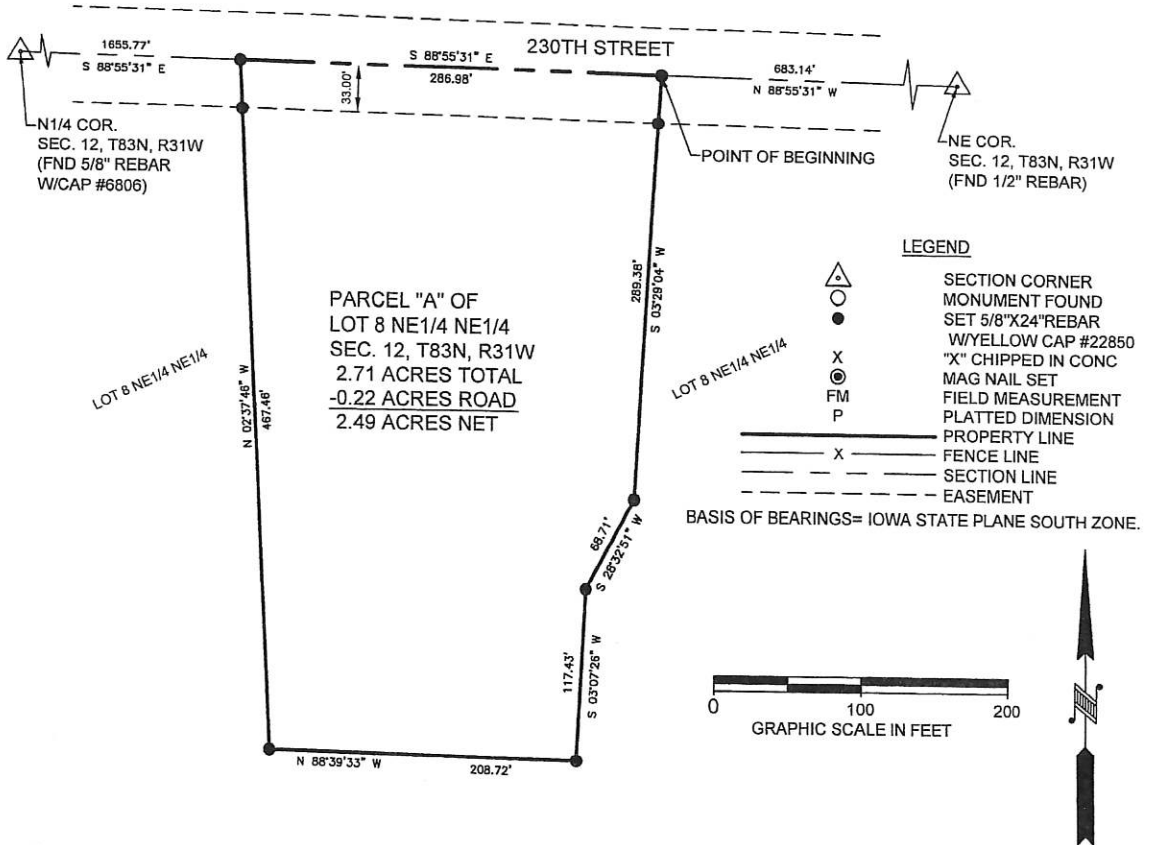 230TH STREET
1655.77'
S 88°55'31" E
S 88°55'31" E
286.98'
683.14'
N 88°55'31" W
33.00'
N1/4 COR.
SEC. 12, T83N, R31W
(FND 5/8" REBAR
W/CAP #6806)
POINT OF BEGINNING
NE COR.
SEC. 12, T83N, R31W
(FND 1/2" REBAR)
LOT 8 NE1/4 NE1/4
N 02°37'46" W
467.46'
PARCEL "A" OF
LOT 8 NE1/4 NE1/4
SEC. 12, T83N, R31W
2.71 ACRES TOTAL
-0.22 ACRES ROAD
2.49 ACRES NET
289.38'
S 03°29'04" W
LOT 8 NE1/4 NE1/4
68.71'
S 28°32'51" W
117.43'
S 03°07'26" W
N 88°39'33" W
208.72'
LEGEND
SECTION CORNER
MONUMENT FOUND
SET 5/8"X24"REBAR
W/YELLOW CAP #22850
X "X" CHIPPED IN CONC
MAG NAIL SET
FM FIELD MEASUREMENT
P PLATTED DIMENSION
PROPERTY LINE
X FENCE LINE
SECTION LINE
EASEMENT
BASIS OF BEARINGS= IOWA STATE PLANE SOUTH ZONE.
0 100 200
GRAPHIC SCALE IN FEET